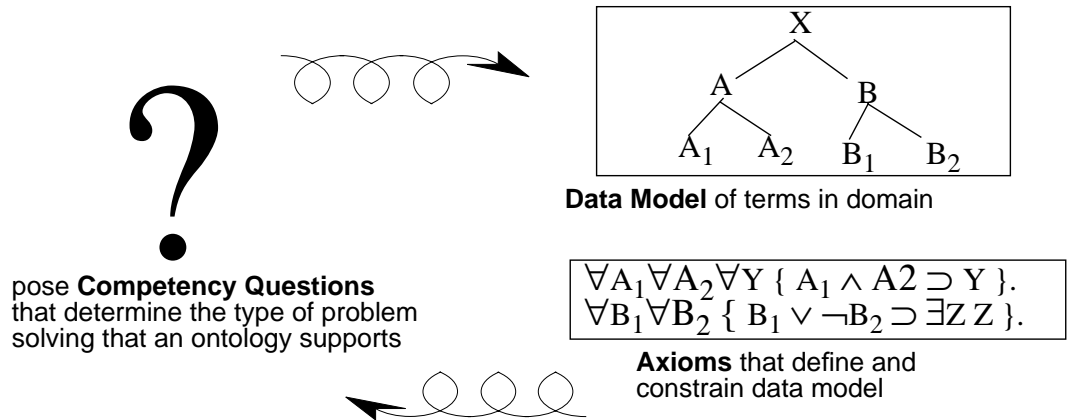 X
A B
A₁ A₂ B₁ B₂
Data Model of terms in domain
pose Competency Questions
that determine the type of problem
solving that an ontology supports
∀A₁∀A₂∀Y { A₁ ∧ A2 ⊃ Y }.
∀B₁∀B₂ { B₁ ∨ ¬B₂ ⊃ ∃Z Z }.
Axioms that define and
constrain data model